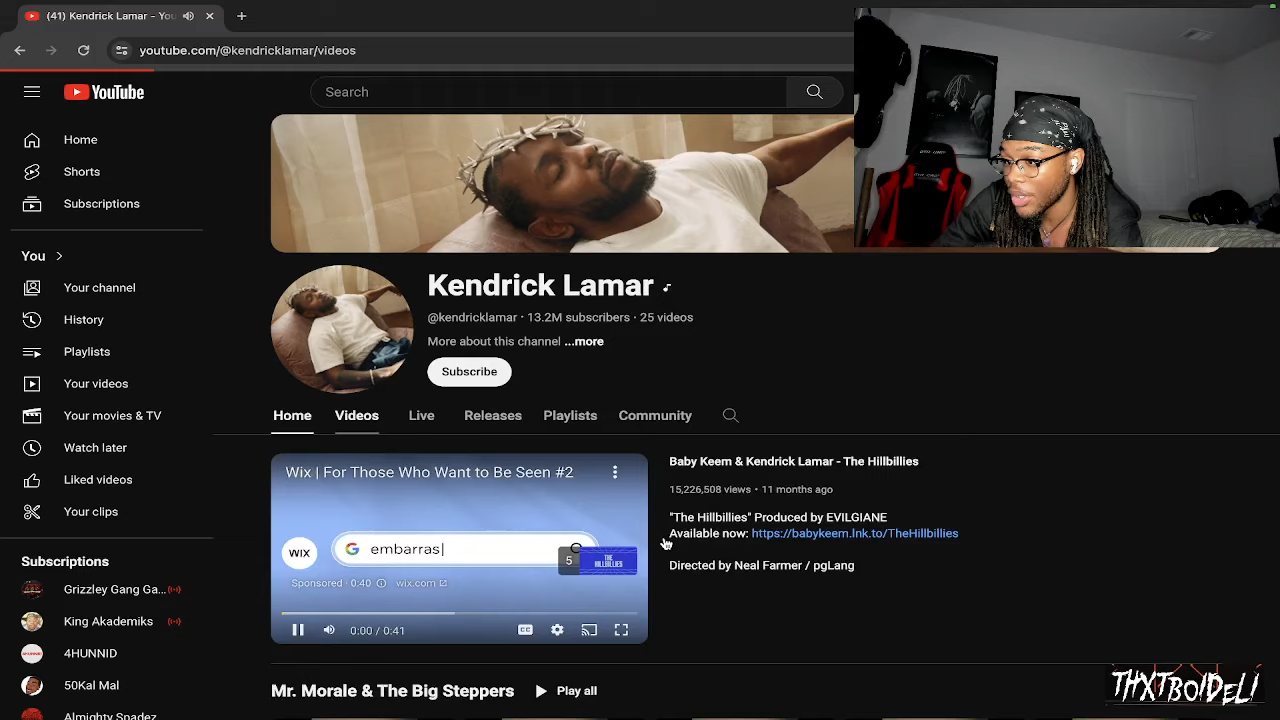 (41) Kendrick Lamar - You
youtube.com/@kendricklamar/videos
YouTube
Search
Home
Shorts
Subscriptions
You
Your channel
History
Playlists
Your videos
Your movies & TV
Watch later
Liked videos
Your clips
Subscriptions
Grizzley Gang Ga...
King Akademiks
4HUNNID
50Kal Mal
Almighty Spadez
Kendrick Lamar
@kendricklamar · 13.2M subscribers · 25 videos
More about this channel ...more
Subscribe
Home Videos Live Releases Playlists Community
Wix | For Those Who Want to Be Seen #2
WIX
embarras
5
THE
HILLBILLIES
Sponsored · 0:40 wix.com
0:00 / 0:41
CC
Baby Keem & Kendrick Lamar - The Hillbillies
15,226,508 views · 11 months ago
"The Hillbillies" Produced by EVILGIANE
Available now: https://babykeem.lnk.to/TheHillbillies
Directed by Neal Farmer / pgLang
Mr. Morale & The Big Steppers Play all
THXTBOIDELI